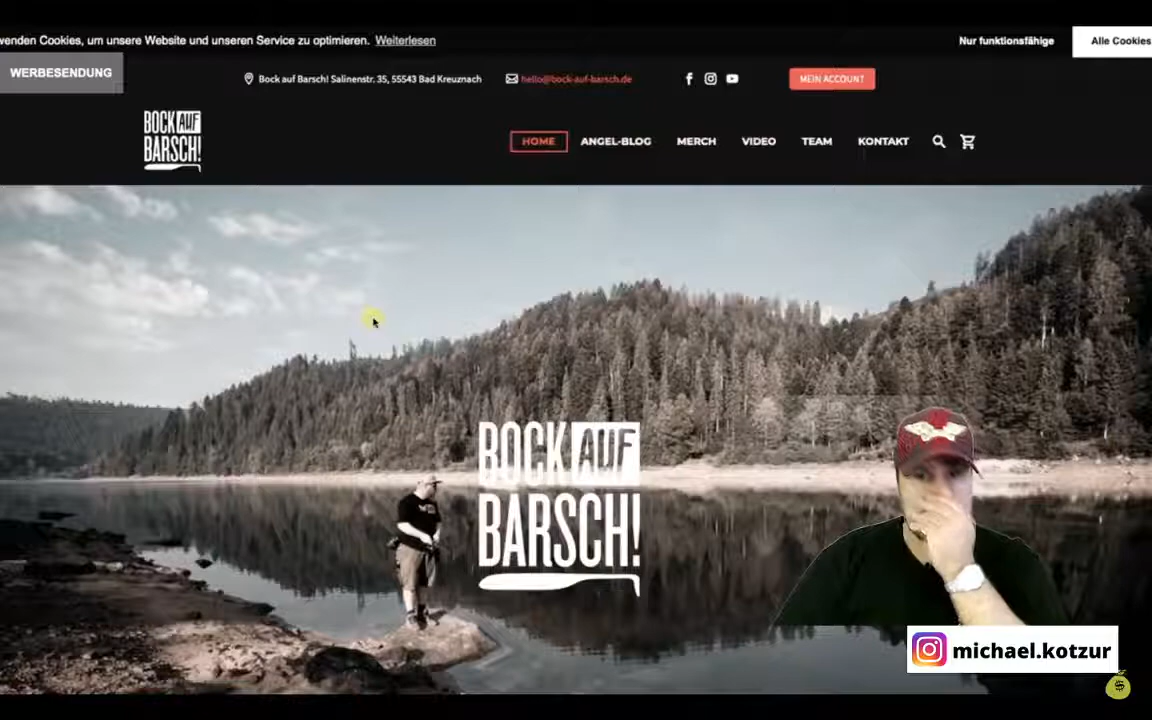 wenden Cookies, um unsere Website und unseren Service zu optimieren. Weiterlesen
Nur funktionsfähige
Alle Cookies
WERBESENDUNG
Bock auf Barsch! Salinenstr. 35, 55543 Bad Kreuznach
hello@bock-auf-barsch.de
MEIN ACCOUNT
BOCK AUF
BARSCH!
HOME
ANGEL-BLOG
MERCH
VIDEO
TEAM
KONTAKT
BOCK AUF
BARSCH!
michael.kotzur